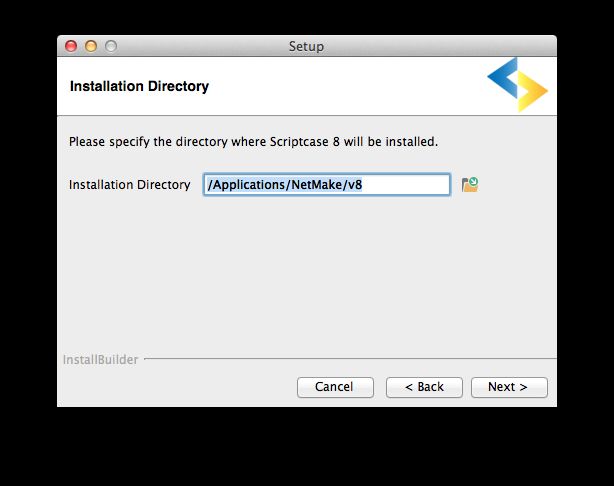 Setup
Installation Directory
Please specify the directory where Scriptcase 8 will be installed.
Installation Directory /Applications/NetMake/v8
InstallBuilder
Cancel < Back Next >